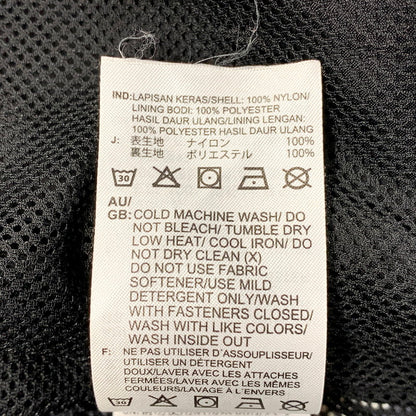 IND: LAPISAN KERAS/SHELL: 100% NYLON/
LINING BODI: 100% POLYESTER
HASIL DAUR ULANG/LINING LENGAN:
100% POLYESTER HASIL DAUR ULANG
J: 表生地 ナイロン 100%
裏生地 ポリエステル 100%
30
AU/
GB: COLD MACHINE WASH/ DO
NOT BLEACH/ TUMBLE DRY
LOW HEAT/ COOL IRON/ DO
NOT DRY CLEAN (X)
DO NOT USE FABRIC
SOFTENER/USE MILD
DETERGENT ONLY/WASH
WITH FASTENERS CLOSED/
WASH WITH LIKE COLORS/
WASH INSIDE OUT
F: NE PAS UTILISER D'ASSOUPLISSEUR/
UTILISER UN DÉTERGENT
DOUX/LAVER AVEC LES ATTACHES
FERMÉES/LAVER AVEC LES MÊMES
COULEURS/LAVAGE À L'ENVERS
30